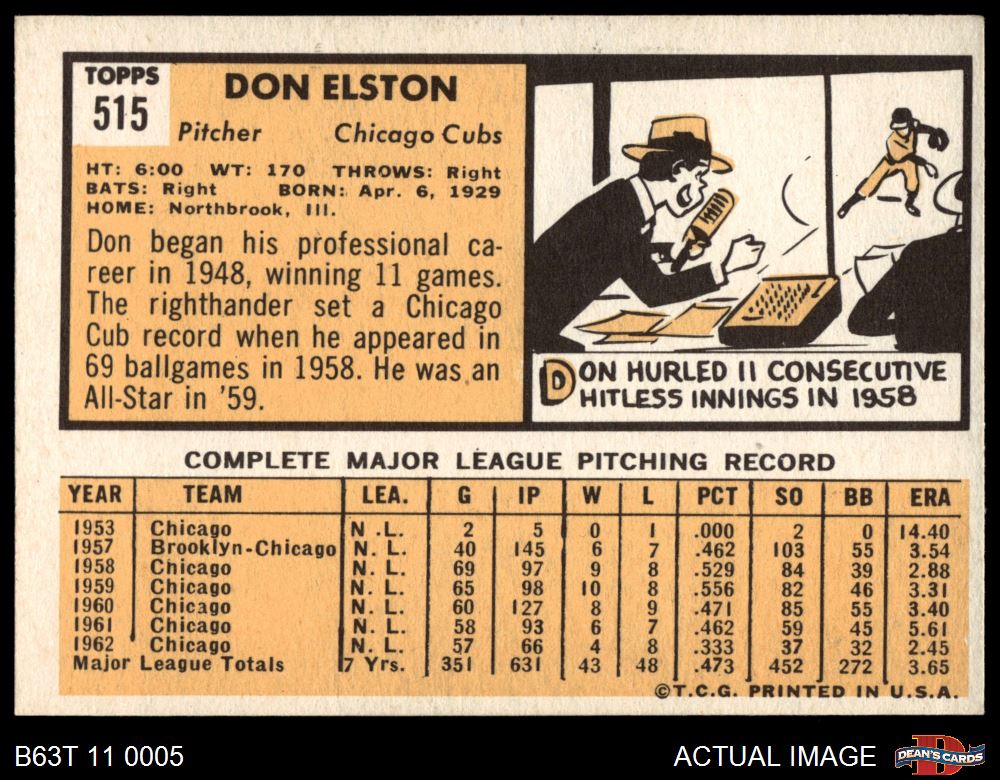 TOPPS
515
DON ELSTON
Pitcher Chicago Cubs
HT: 6:00 WT: 170 THROWS: Right
BATS: Right BORN: Apr. 6, 1929
HOME: Northbrook, Ill.
Don began his professional ca-
reer in 1948, winning 11 games.
The righthander set a Chicago
Cub record when he appeared in
69 ballgames in 1958. He was an
All-Star in '59.
DON HURLED 11 CONSECUTIVE
HITLESS INNINGS IN 1958
COMPLETE MAJOR LEAGUE PITCHING RECORD
YEAR TEAM LEA. G IP W L PCT SO BB ERA
1953 Chicago N .L. 2 5 0 1 .000 2 0 14.40
1957 Brooklyn-Chicago N. L. 40 145 6 7 .462 103 55 3.54
1958 Chicago N. L. 69 97 9 8 .529 84 39 2.88
1959 Chicago N. L. 65 98 10 8 .556 82 46 3.31
1960 Chicago N. L. 60 127 8 9 .471 85 55 3.40
1961 Chicago N. L. 58 93 6 7 .462 59 45 5.61
1962 Chicago N. L. 57 66 4 8 .333 37 32 2.45
Major League Totals 7 Yrs. 351 631 43 48 .473 452 272 3.65
©T.C.G. PRINTED IN U.S.A.
B63T 11 0005 ACTUAL IMAGE
D
DEAN'S CARDS